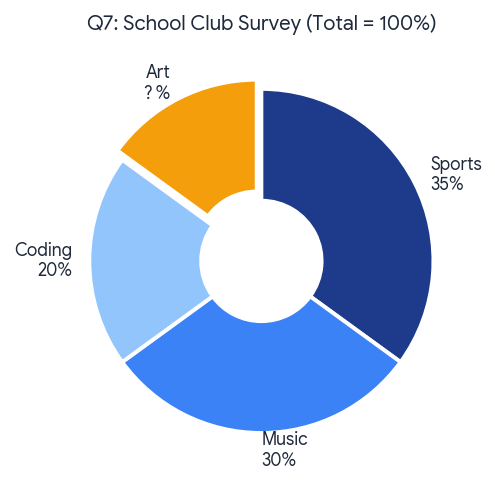 Q7: School Club Survey (Total = 100%)
Art
? %
Sports
35%
Coding
20%
Music
30%